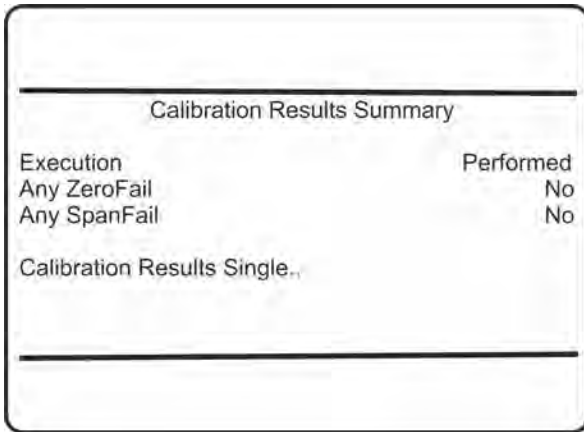 Calibration Results Summary
Execution Performed
Any ZeroFail No
Any SpanFail No
Calibration Results Single..